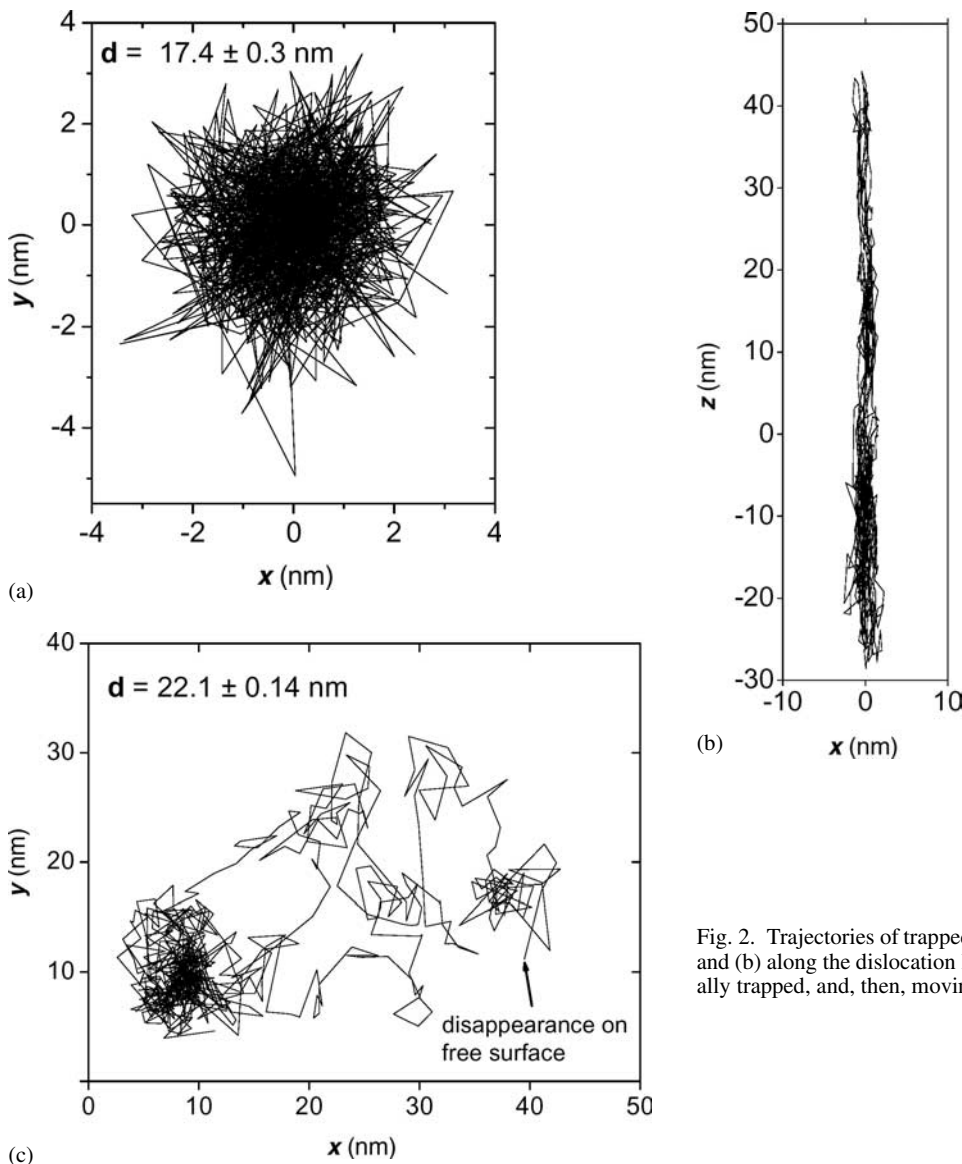 4
d = 17.4 ± 0.3 nm
2
0
-2
-4
y (nm)
-4 -2 0 2 4
x (nm)
(a)
50
40
30
20
10
0
-10
-20
-30
z (nm)
-10 0 10
x (nm)
(b)
40
d = 22.1 ± 0.14 nm
30
20
10
y (nm)
disappearance on
free surface
0 10 20 30 40 50
x (nm)
(c)
Fig. 2. Trajectories of trapped
and (b) along the dislocation
ally trapped, and, then, movin